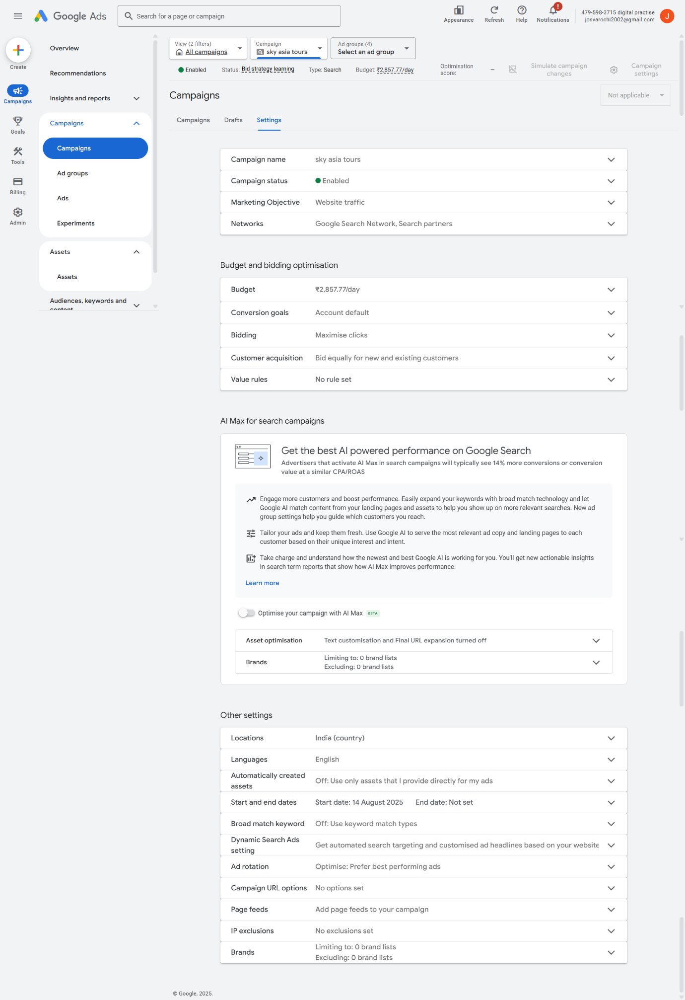 Google Ads
Search for a page or campaign
Appearance
Refresh
Help
!
Notifications
479-598-3715 digital practise
josvarochi2002@gmail.com
J
Create
Campaigns
Goals
Tools
Billing
Admin
Overview
Recommendations
Insights and reports
Campaigns
Campaigns
Ad groups
Ads
Experiments
Assets
Assets
Audiences, keywords and
content
View (2 filters)
All campaigns
Campaign
sky asia tours
Ad groups (4)
Select an ad group
Enabled
Status: Bid strategy learning
Type: Search
Budget: ₹2,857.77/day
Optimisation
score:
–
Simulate campaign
changes
Campaign
settings
Campaigns
Not applicable
Campaigns
Drafts
Settings
Campaign name
sky asia tours
Campaign status
Enabled
Marketing Objective
Website traffic
Networks
Google Search Network, Search partners
Budget and bidding optimisation
Budget
₹2,857.77/day
Conversion goals
Account default
Bidding
Maximise clicks
Customer acquisition
Bid equally for new and existing customers
Value rules
No rule set
AI Max for search campaigns
Get the best AI powered performance on Google Search
Advertisers that activate AI Max in search campaigns will typically see 14% more conversions or conversion
value at a similar CPA/ROAS
Engage more customers and boost performance. Easily expand your keywords with broad match technology and let
Google AI match content from your landing pages and assets to help you show up on more relevant searches. New ad
group settings help you guide which customers you reach.
Tailor your ads and keep them fresh. Use Google AI to serve the most relevant ad copy and landing pages to each
customer based on their unique interest and intent.
Take charge and understand how the newest and best Google AI is working for you. You'll get new actionable insights
in search term reports that show how AI Max improves performance.
Learn more
Optimise your campaign with AI Max BETA
Asset optimisation
Text customisation and Final URL expansion turned off
Brands
Limiting to: 0 brand lists
Excluding: 0 brand lists
Other settings
Locations
India (country)
Languages
English
Automatically created
assets
Off: Use only assets that I provide directly for my ads
Start and end dates
Start date: 14 August 2025 End date: Not set
Broad match keyword
Off: Use keyword match types
Dynamic Search Ads
setting
Get automated search targeting and customised ad headlines based on your website
Ad rotation
Optimise: Prefer best performing ads
Campaign URL options
No options set
Page feeds
Add page feeds to your campaign
IP exclusions
No exclusions set
Brands
Limiting to: 0 brand lists
Excluding: 0 brand lists
© Google, 2025.